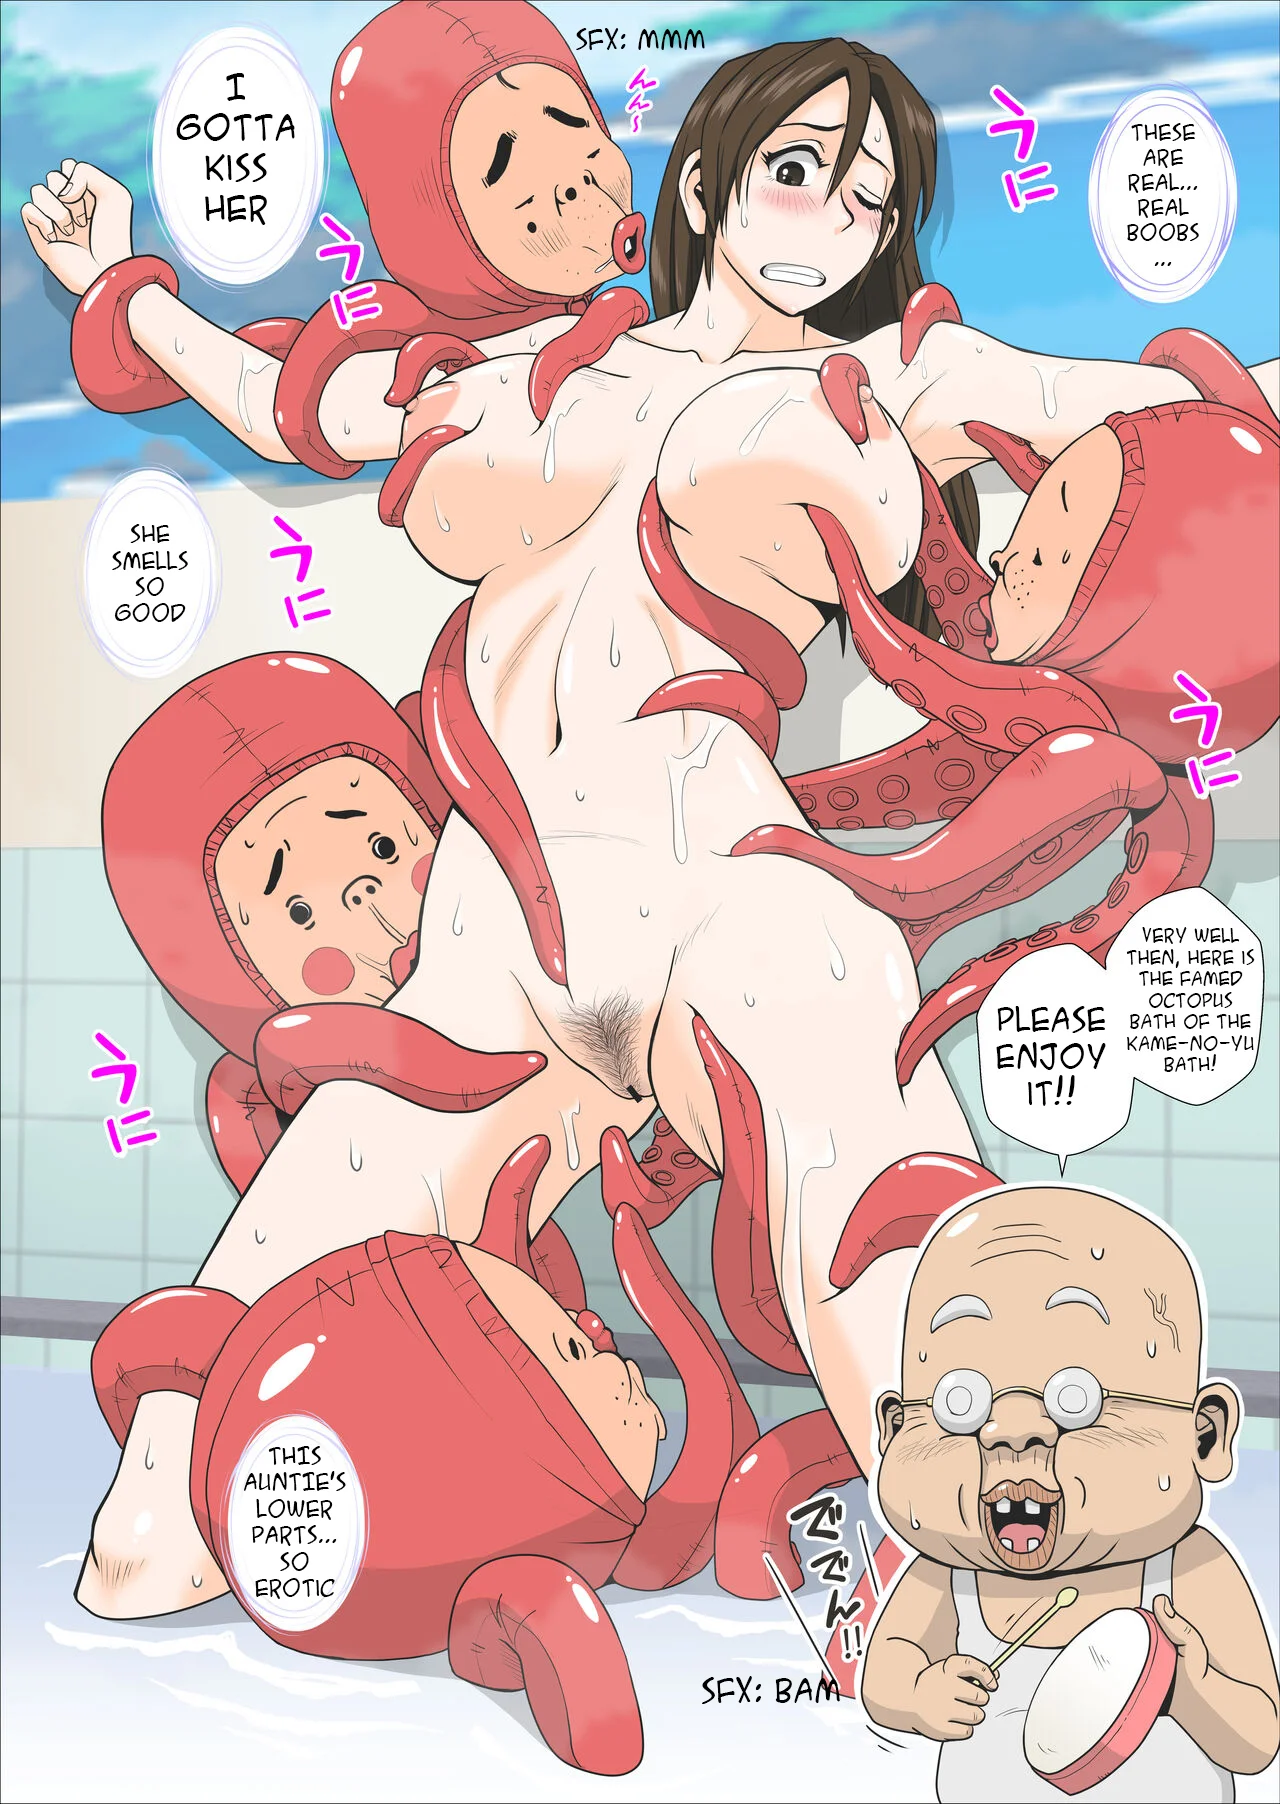 SFX: MMM
んん~
I
GOTTA
KISS
HER
うに
THESE
ARE
REAL...
REAL
BOOBS
...
うに
SHE
SMELLS
SO
GOOD
うに
うに
うに
VERY WELL
THEN, HERE IS
THE FAMED
OCTOPUS
BATH OF THE
KAME-NO-YU
BATH!
PLEASE
ENJOY
IT!!
THIS
AUNTIE'S
LOWER
PARTS...
SO
EROTIC
ででん!!
SFX: BAM